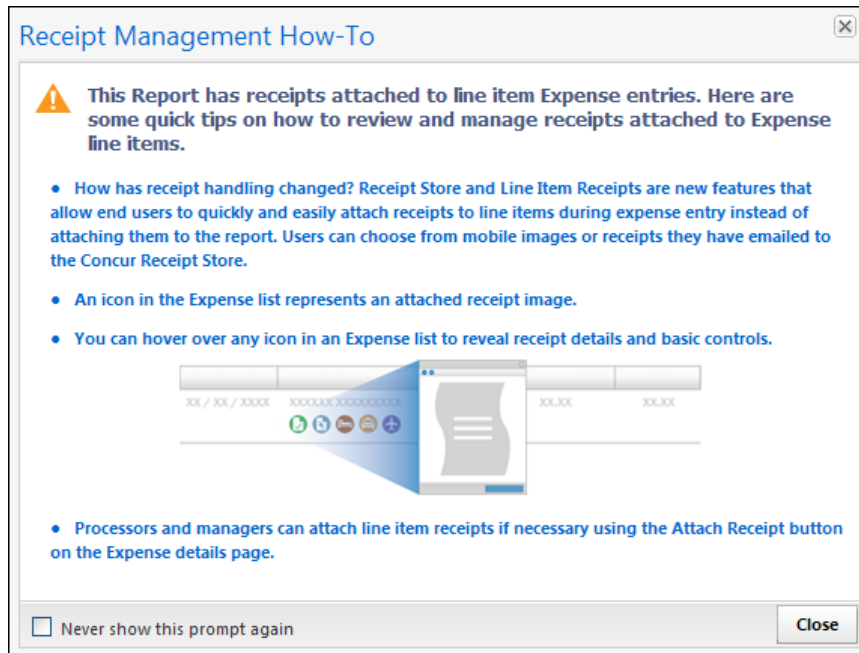 Receipt Management How-To
This Report has receipts attached to line item Expense entries. Here are
some quick tips on how to review and manage receipts attached to Expense
line items.
• How has receipt handling changed? Receipt Store and Line Item Receipts are new features that
allow end users to quickly and easily attach receipts to line items during expense entry instead of
attaching them to the report. Users can choose from mobile images or receipts they have emailed to
the Concur Receipt Store.
• An icon in the Expense list represents an attached receipt image.
• You can hover over any icon in an Expense list to reveal receipt details and basic controls.
XX / XX / XXXX XXXXXX XXXXXXXXXX XX.XX XX.XX
• Processors and managers can attach line item receipts if necessary using the Attach Receipt button
on the Expense details page.
Never show this prompt again
Close